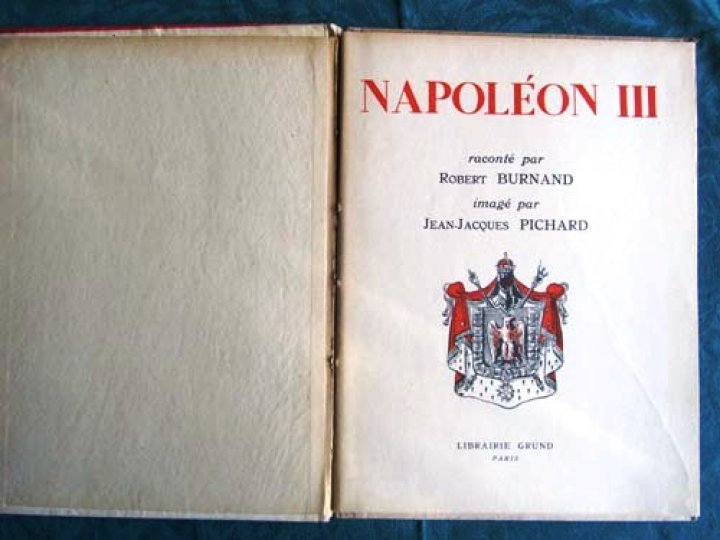 NAPOLÉON III
raconté par
ROBERT BURNAND
imagé par
JEAN-JACQUES PICHARD
LIBRAIRIE GRUND
PARIS